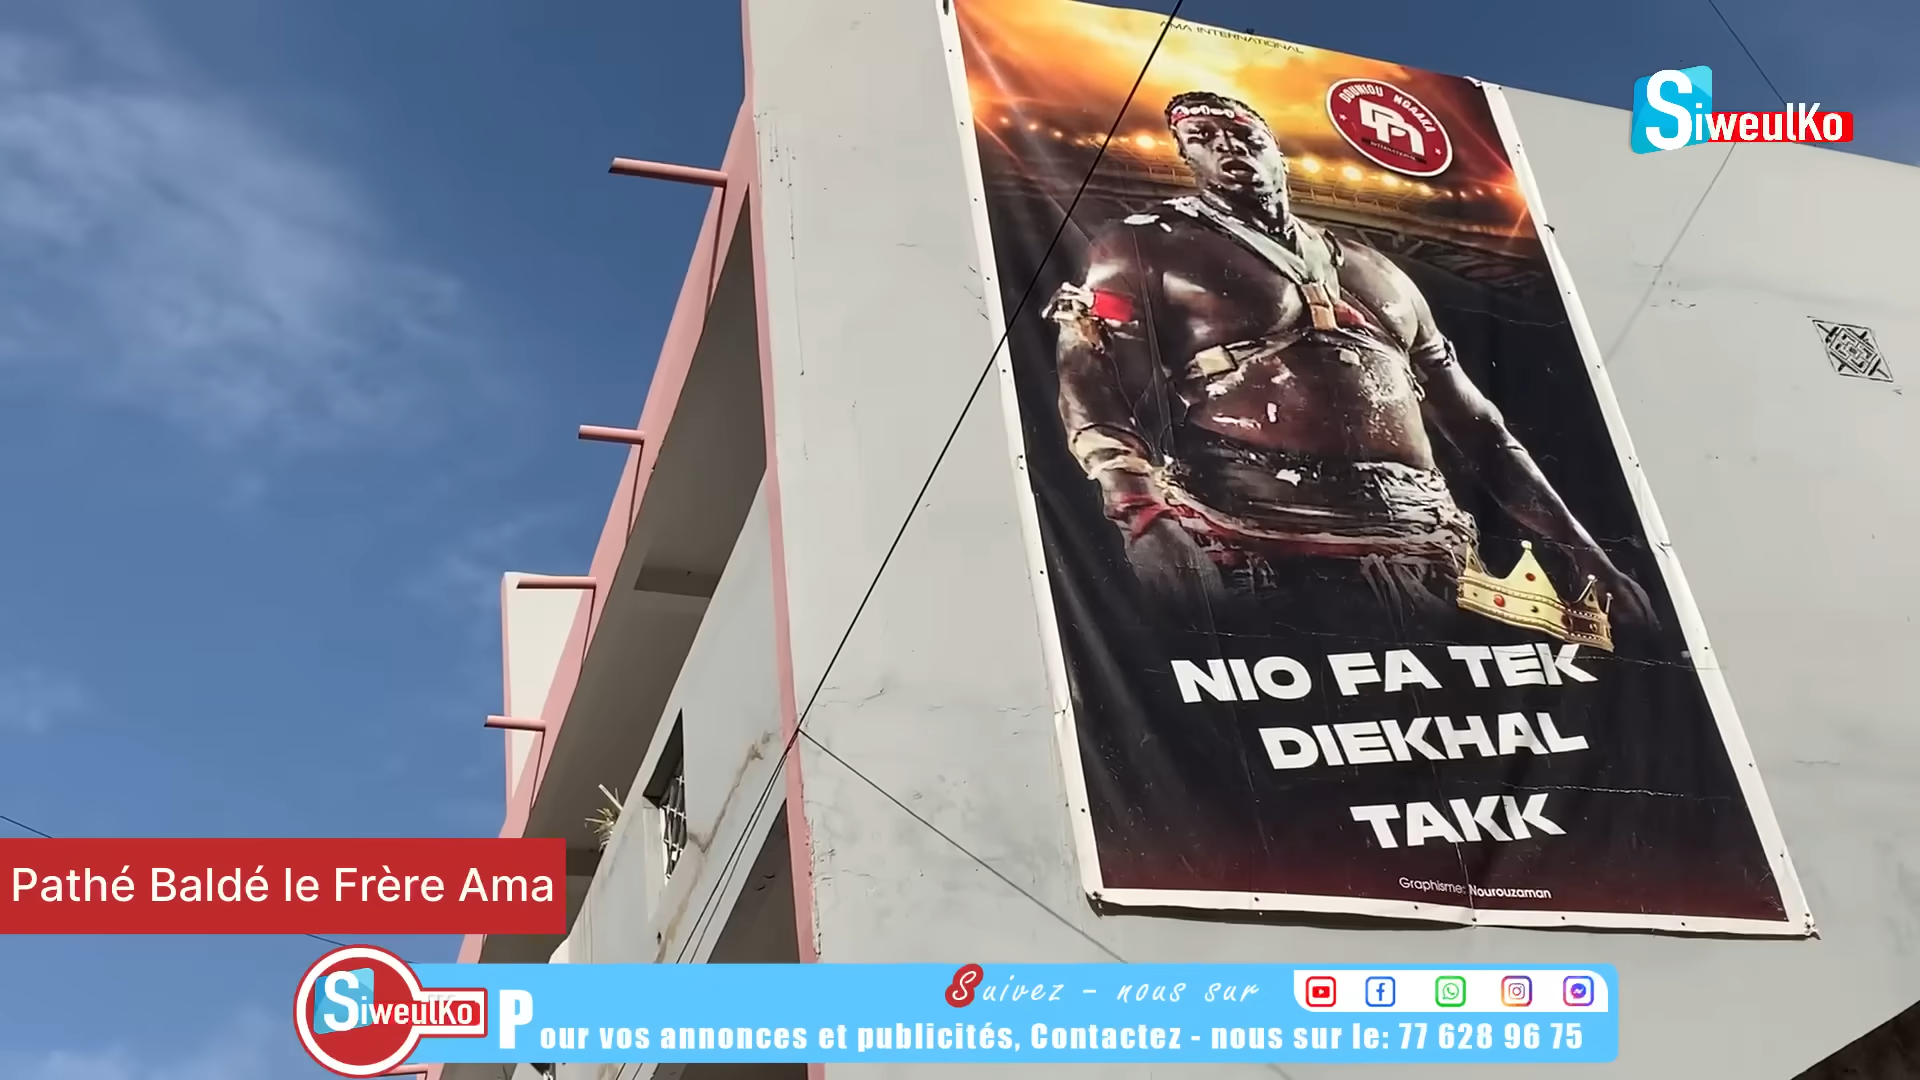 AMA INTERNATIONAL
DOUNIOU NGAAKA
INTERNATIONAL
SiweulKo
NIO FA TEK
DIEKHAL
TAKK
Graphisme: Nourouzaman
Pathé Baldé le Frère Ama
SiweulKo
Suivez - nous sur
Pour vos annonces et publicités, Contactez - nous sur le: 77 628 96 75